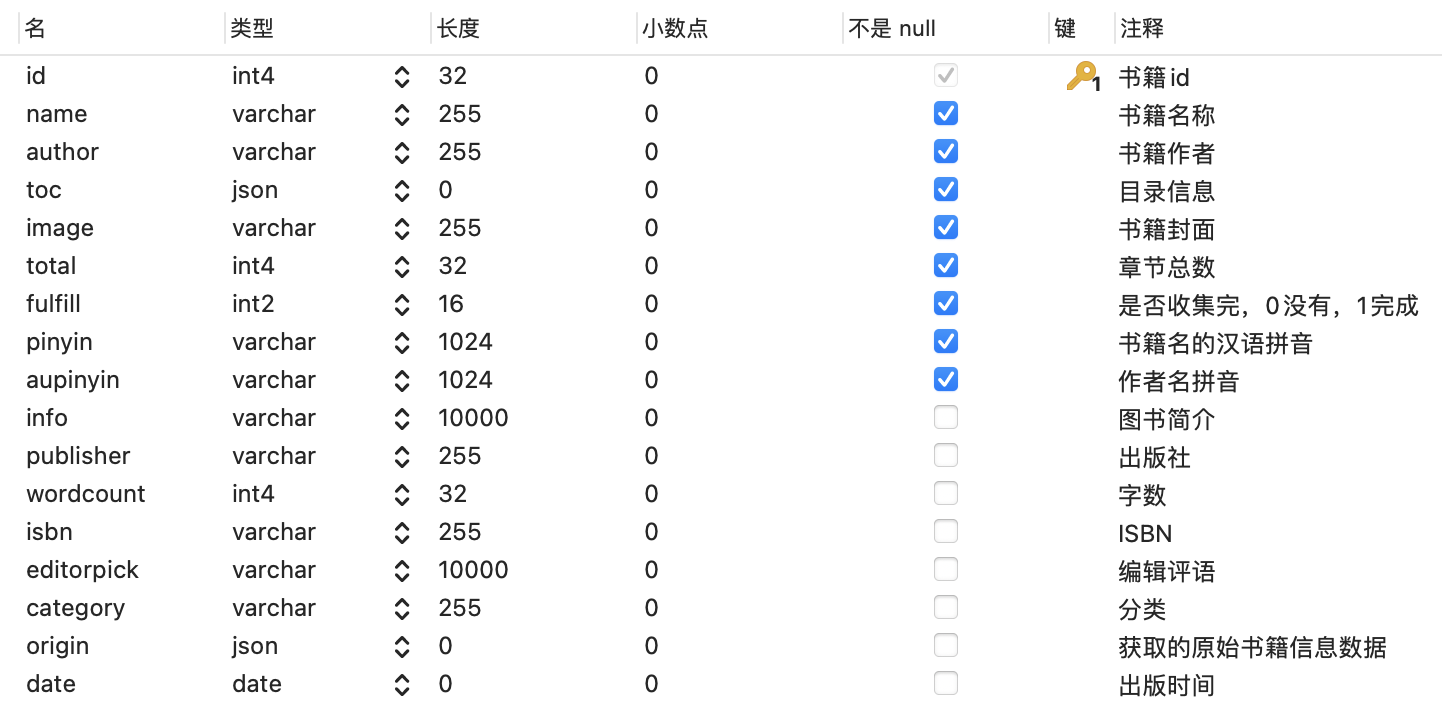 名 类型 长度 小数点 不是 null 键 注释
id int4 32 0 1 书籍id
name varchar 255 0 书籍名称
author varchar 255 0 书籍作者
toc json 0 0 目录信息
image varchar 255 0 书籍封面
total int4 32 0 章节总数
fulfill int2 16 0 是否收集完，0没有，1完成
pinyin varchar 1024 0 书籍名的汉语拼音
aupinyin varchar 1024 0 作者名拼音
info varchar 10000 0 图书简介
publisher varchar 255 0 出版社
wordcount int4 32 0 字数
isbn varchar 255 0 ISBN
editorpick varchar 10000 0 编辑评语
category varchar 255 0 分类
origin json 0 0 获取的原始书籍信息数据
date date 0 0 出版时间